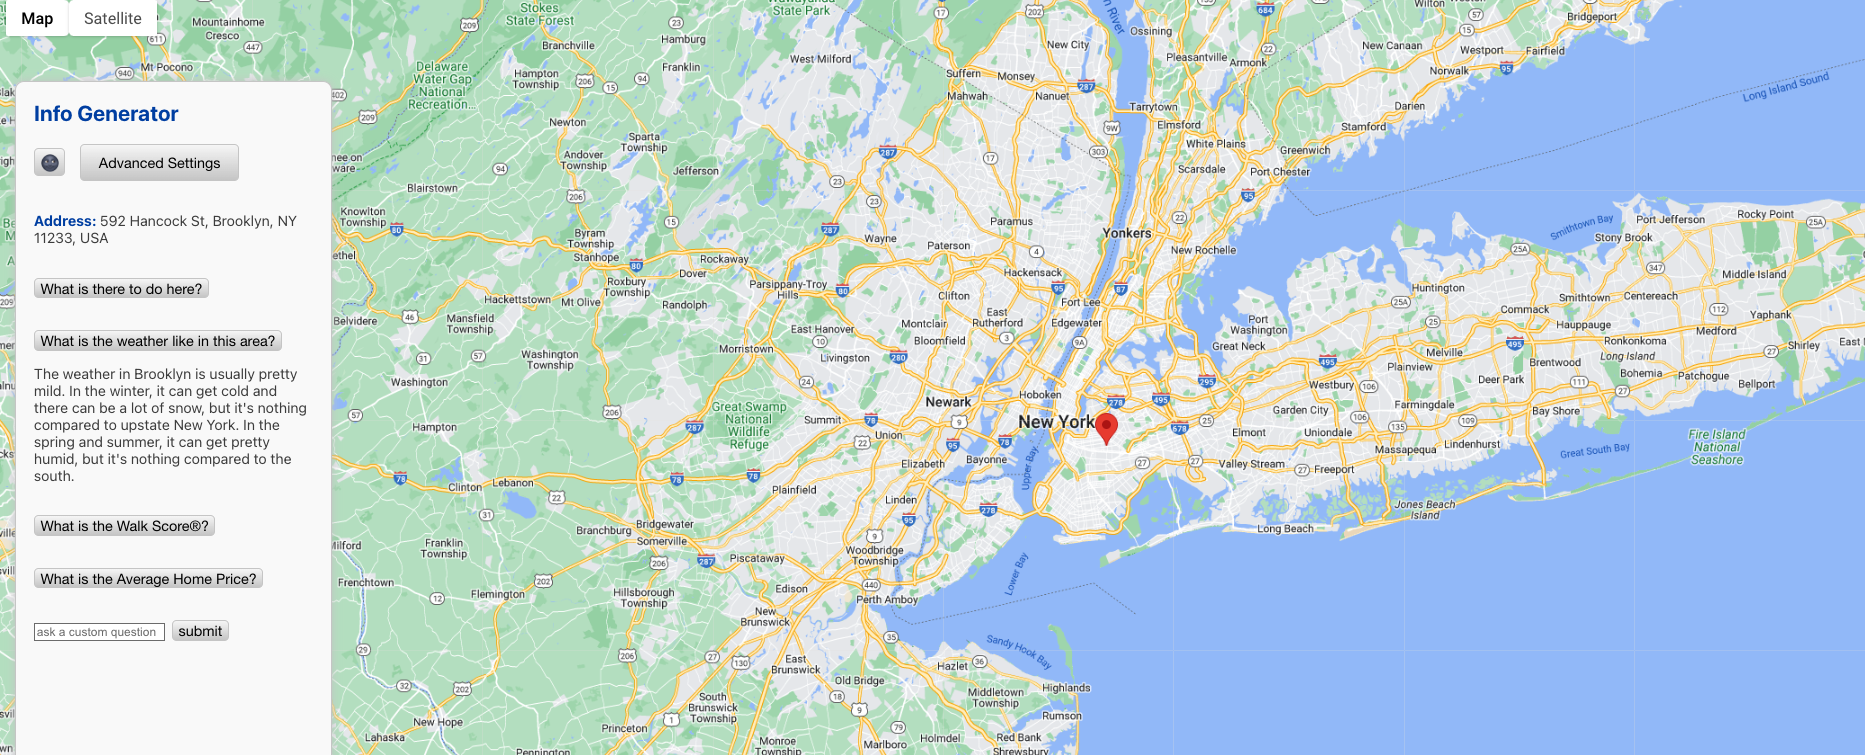 Map
Satellite
Info Generator
Advanced Settings
Address: 592 Hancock St, Brooklyn, NY
11233, USA
What is there to do here?
What is the weather like in this area?
The weather in Brooklyn is usually pretty
mild. In the winter, it can get cold and
there can be a lot of snow, but it's nothing
compared to upstate New York. In the
spring and summer, it can get pretty
humid, but it's nothing compared to the
south.
What is the Walk Score®?
What is the Average Home Price?
ask a custom question
submit
Mountainhome
Cresco
Mt Pocono
Stokes
State Forest
Branchville
Hamburg
Franklin
Hampton
Township
Delaware
Water Gap
National
Recreation...
Newton
Sparta
Township
Andover
Township
Jefferson
Blairstown
Knowlton
Township
Byram
Township
Stanhope
Rockaway
Dover
Roxbury
Township
Mt Olive
Randolph
Hackettstown
Parsippany-Troy
Hills
Belvidere
Mansfield
Township
Washington
Township
Washington
Morristown
East Hanover
Livingston
Hampton
Great Swamp
National
Wildlife
Refuge
Summit
Union
Clinton
Lebanon
Plainfield
Branchburg
Bridgewater
Somerville
Piscataway
Franklin
Township
Milford
Frenchtown
Flemington
Hillsborough
Township
Edison
New
Brunswick
East
Brunswick
South
Brunswick
Township
Princeton
New Hope
Lahaska
Pennington
Monroe
Township
Old Bridge
Marlboro
Holmdel
Hazlet
Middletown
Township
Highlands
Rumson
Red Bank
Shrewsbury
Perth Amboy
Woodbridge
Township
Linden
Elizabeth
Bayonne
Newark
Hoboken
New York
Upper Bay
Lower Bay
Sandy Hook Bay
West Milford
Wawayanda
State Park
Suffern
Monsey
Mahwah
Nanuet
New City
Ossining
Pleasantville
Armonk
Tarrytown
Elmsford
White Plains
Scarsdale
Greenwich
Port Chester
Stamford
Darien
Norwalk
New Canaan
Wilton
Westport
Fairfield
Bridgeport
Long Island Sound
Yonkers
New Rochelle
Paramus
Wayne
Paterson
Hackensack
Fort Lee
Clifton
East
Rutherford
Edgewater
Montclair
Bloomfield
Port
Washington
Great Neck
Westbury
Garden City
Elmont
Uniondale
Valley Stream
Freeport
Long Beach
Massapequa
Farmingdale
Plainview
Melville
Huntington
Commack
Smithtown
Hauppauge
Centereach
Ronkonkoma
Long Island
Brentwood
Deer Park
Bohemia
Patchogue
Bay Shore
Lindenhurst
Great South Bay
Jones Beach
Island
Fire Island
National
Seashore
Smithtown Bay
Stony Brook
Port Jefferson
Rocky Point
Middle Island
Yaphank
Medford
Shirley
Bellport